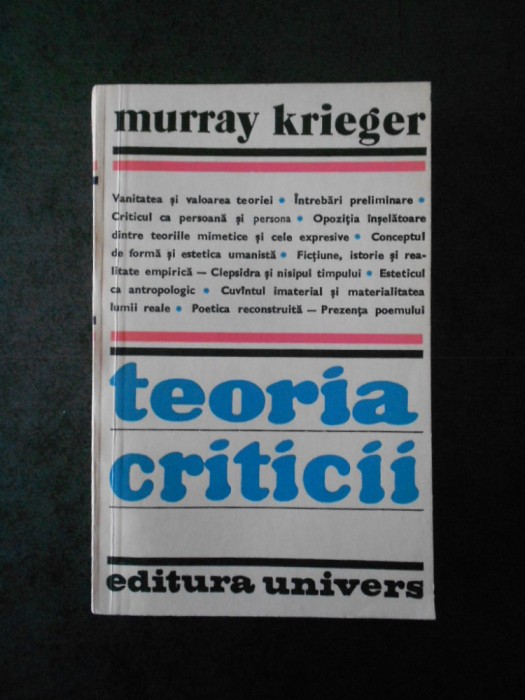 murray krieger
Vanitatea și valoarea teoriei • Întrebări preliminare •
Criticul ca persoană și persona • Opoziția înșelătoare
dintre teoriile mimetice și cele expresive • Conceptul
de formă și estetica umanistă • Ficțiune, istorie și rea-
litate empirică — Clepsidra și nisipul timpului • Esteticul
ca antropologic • Cuvîntul imaterial și materialitatea
lumii reale • Poetica reconstruită — Prezența poemului
teoria
criticii
editura univers